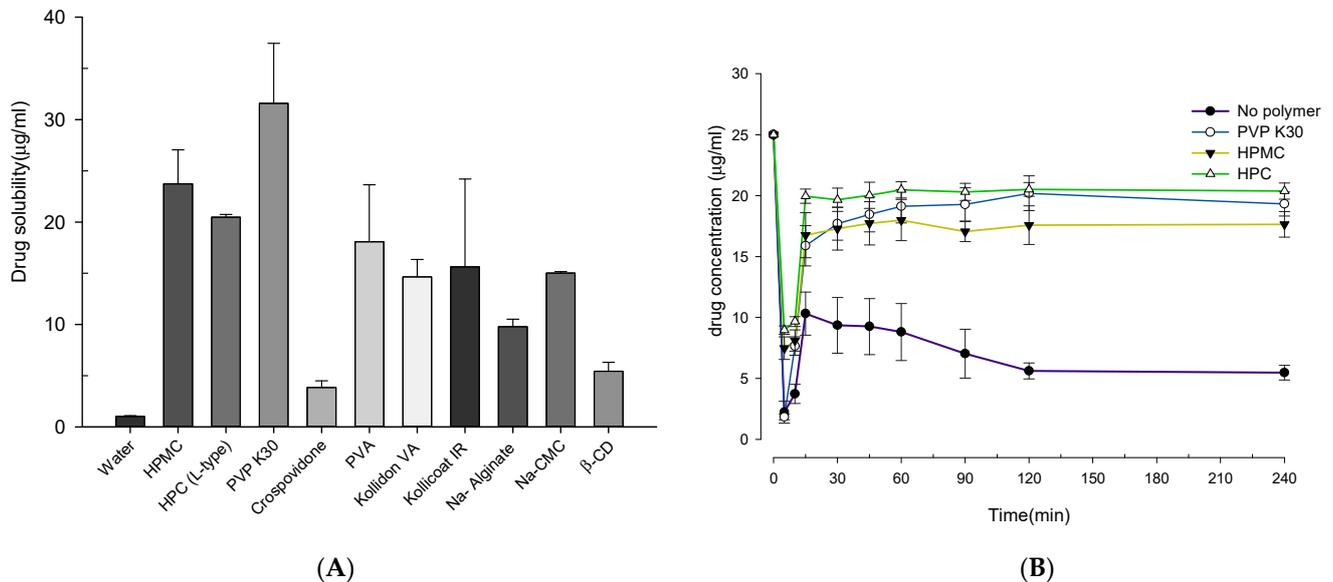 40
30
20
10
0
Drug solubility(µg/ml)
Water
HPMC
HPC (L-type)
PVP K30
Crospovidone
PVA
Kollidon VA
Kollicoat IR
Na- Alginate
Na-CMC
β-CD
(A)
30
25
20
15
10
5
0
drug concentration (µg/ml)
No polymer
PVP K30
HPMC
HPC
0 30 60 90 120 150 180 210 240
Time(min)
(B)